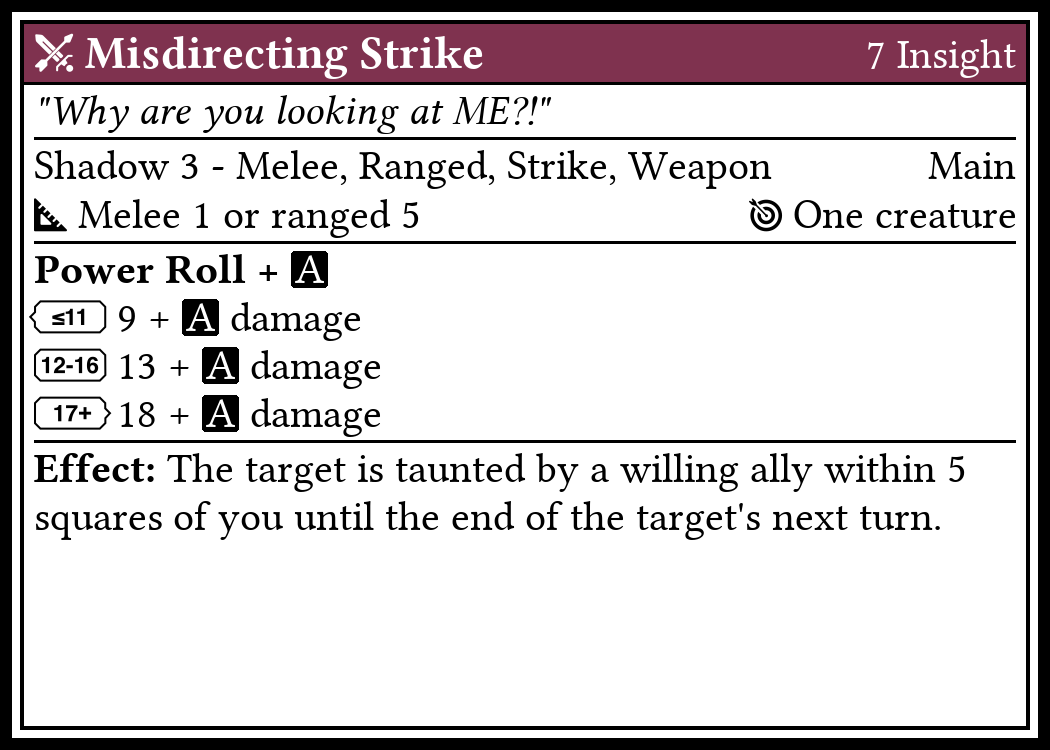 Misdirecting Strike 7 Insight
"Why are you looking at ME?!"
Shadow 3 - Melee, Ranged, Strike, Weapon Main
Melee 1 or ranged 5 One creature
Power Roll + A
≤11 9 + A damage
12-16 13 + A damage
17+ 18 + A damage
Effect: The target is taunted by a willing ally within 5
squares of you until the end of the target's next turn.